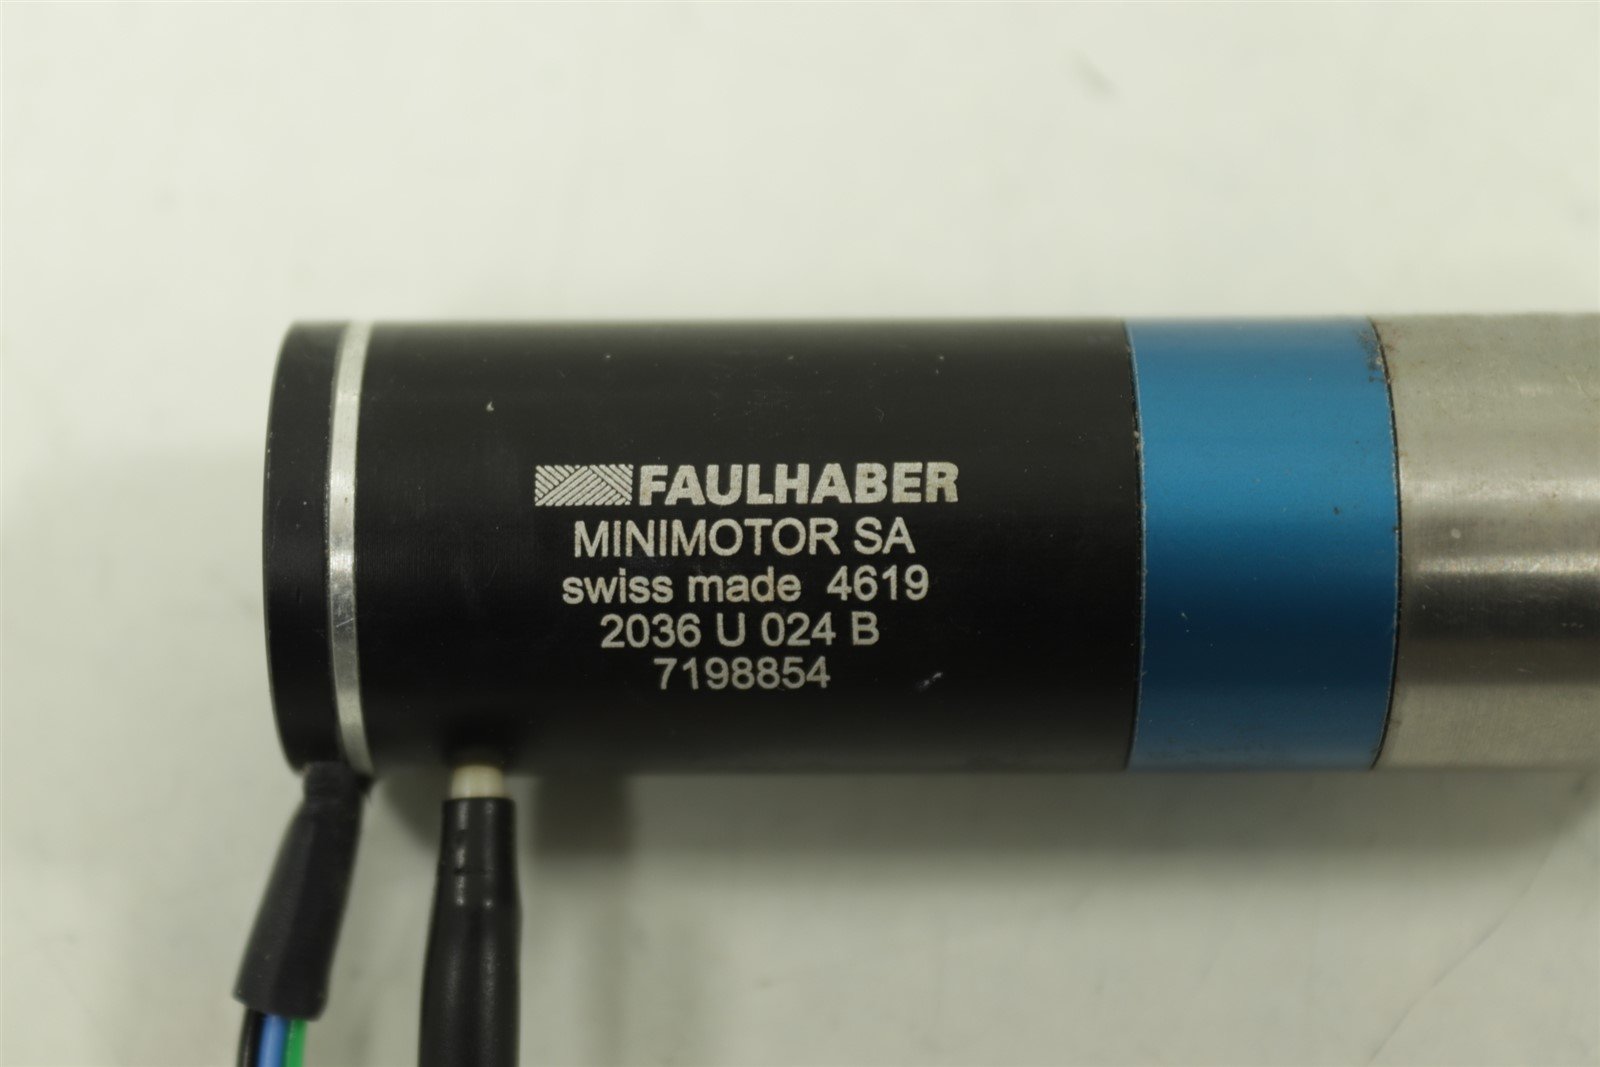 FAULHABER
MINIMOTOR SA
swiss made 4619
2036 U 024 B
7198854